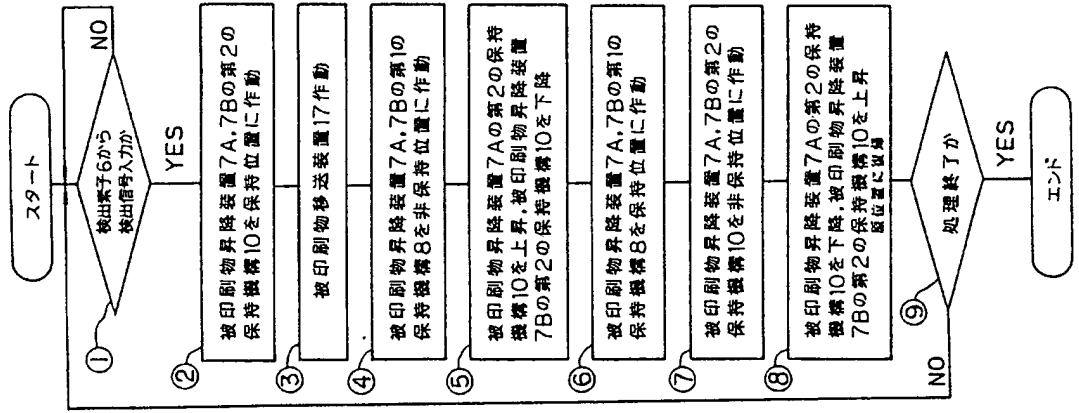 スタート
①
検出素子6から
検出信号入力か
NO
YES
②
被印刷物昇降装置7A,7Bの第2の
保持機構10を保持位置に作動
③
被印刷物移送装置17作動
④
被印刷物昇降装置7A,7Bの第1の
保持機構8を非保持位置に作動
⑤
被印刷物昇降装置7Aの第2の保持
機構10を上昇,被印刷物昇降装置
7Bの第2の保持機構10を下降
⑥
被印刷物昇降装置7A,7Bの第1の
保持機構8を保持位置に作動
⑦
被印刷物昇降装置7A,7Bの第2の
保持機構10を非保持位置に作動
⑧
被印刷物昇降装置7Aの第2の保持
機構10を下降,被印刷物昇降装置
7Bの第2の保持機構10を上昇
位置に復帰
⑨
処理終了か
NO
YES
エンド